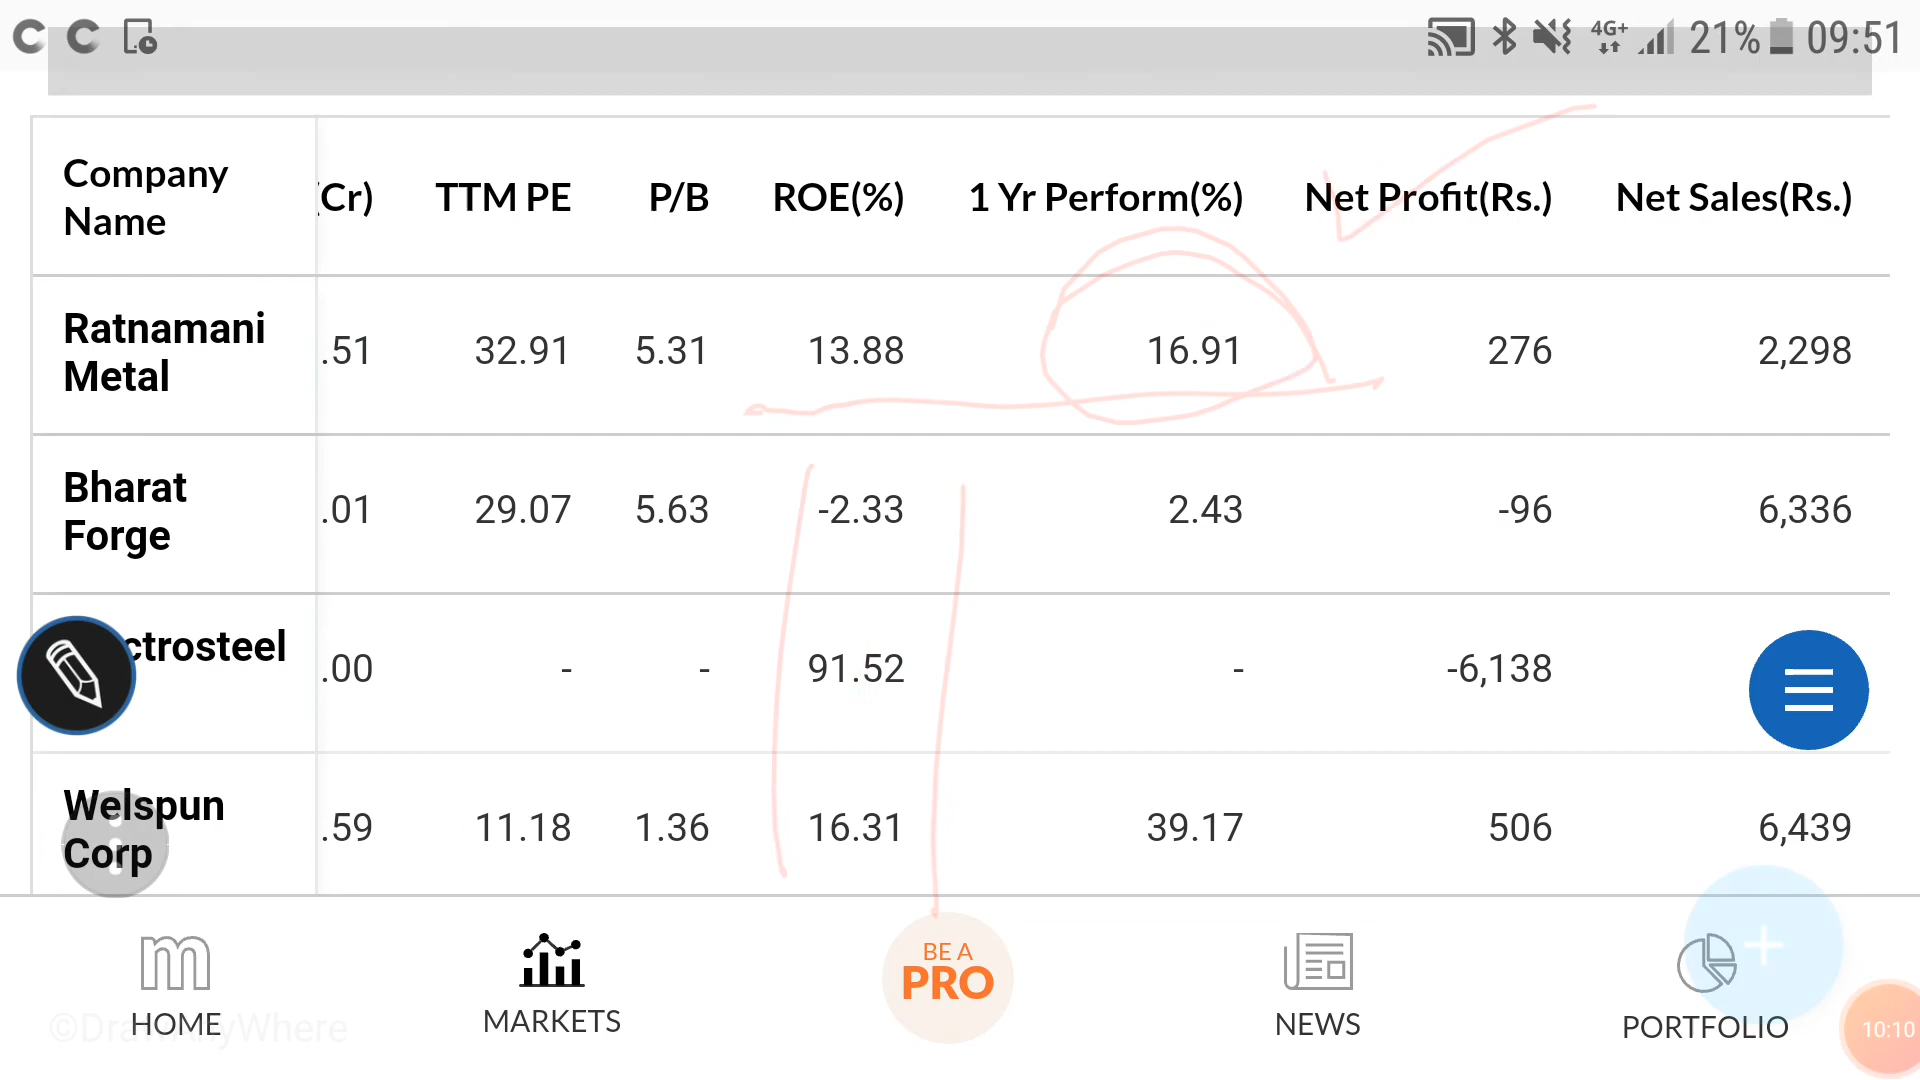 4G+ 21% 09:51
Company Name (Cr) TTM PE P/B ROE(%) 1 Yr Perform(%) Net Profit(Rs.) Net Sales(Rs.)
Ratnamani Metal .51 32.91 5.31 13.88 16.91 276 2,298
Bharat Forge .01 29.07 5.63 -2.33 2.43 -96 6,336
ctrosteel .00 - - 91.52 - -6,138
Welspun Corp .59 11.18 1.36 16.31 39.17 506 6,439
m BE A PRO
HOME MARKETS NEWS PORTFOLIO
©DrawAnyWhere
10:10